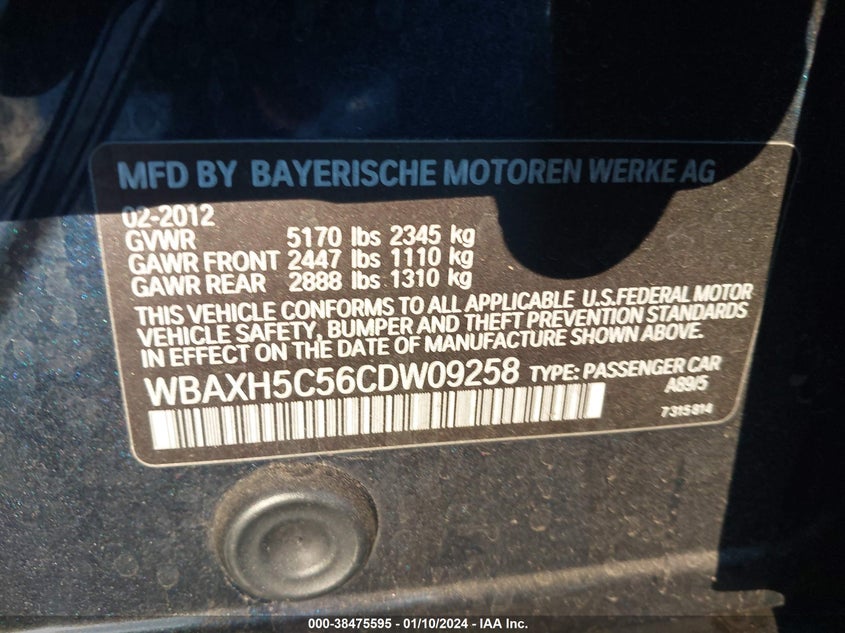 MFD BY BAYERISCHE MOTOREN WERKE AG
02-2012
GVWR 5170 lbs 2345 kg
GAWR FRONT 2447 lbs 1110 kg
GAWR REAR 2888 lbs 1310 kg
THIS VEHICLE CONFORMS TO ALL APPLICABLE U.S.FEDERAL MOTOR
VEHICLE SAFETY, BUMPER AND THEFT PREVENTION STANDARDS
IN EFFECT ON THE DATE OF MANUFACTURE SHOWN ABOVE.
WBAXH5C56CDW09258 TYPE: PASSENGER CAR
A89/5
7315814
000-38475595 - 01/10/2024 - IAA Inc.